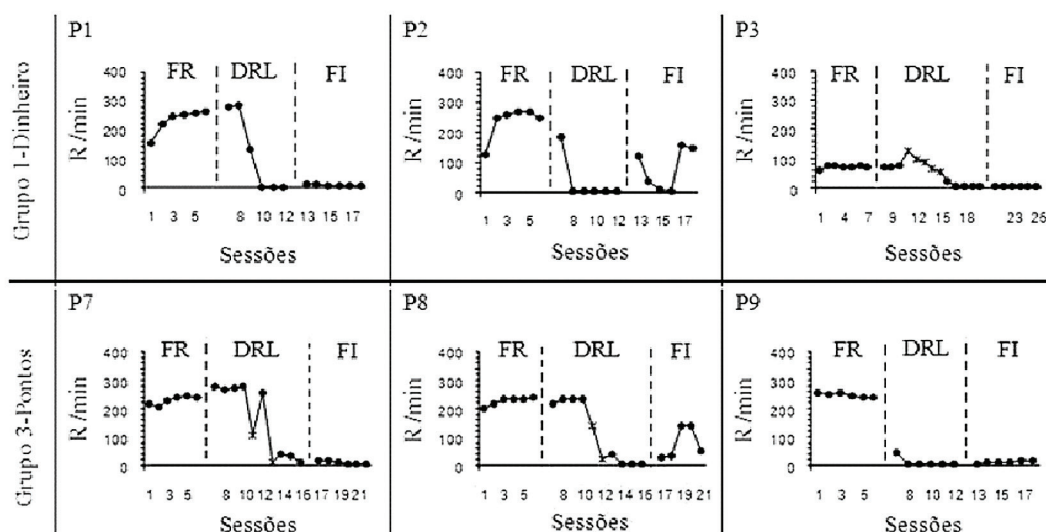 Grupo 1-Dinheiro
P1
FR DRL FI
R /min
400
300
200
100
0
1 3 5 8 10 12 13 15 17
Sessões
P2
FR DRL FI
R /min
400
300
200
100
0
1 3 5 8 10 12 13 15 17
Sessões
P3
FR DRL FI
R /min
400
300
200
100
0
1 4 7 9 12 15 18 23 26
Sessões
Grupo 3-Pontos
P7
FR DRL FI
R /min
400
300
200
100
0
1 3 5 8 10 12 14 15 17 19 21
Sessões
P8
FR DRL FI
R /min
400
300
200
100
0
1 3 5 8 10 12 14 16 17 19 21
Sessões
P9
FR DRL FI
R /min
400
300
200
100
0
1 3 5 8 10 12 13 15 17
Sessões